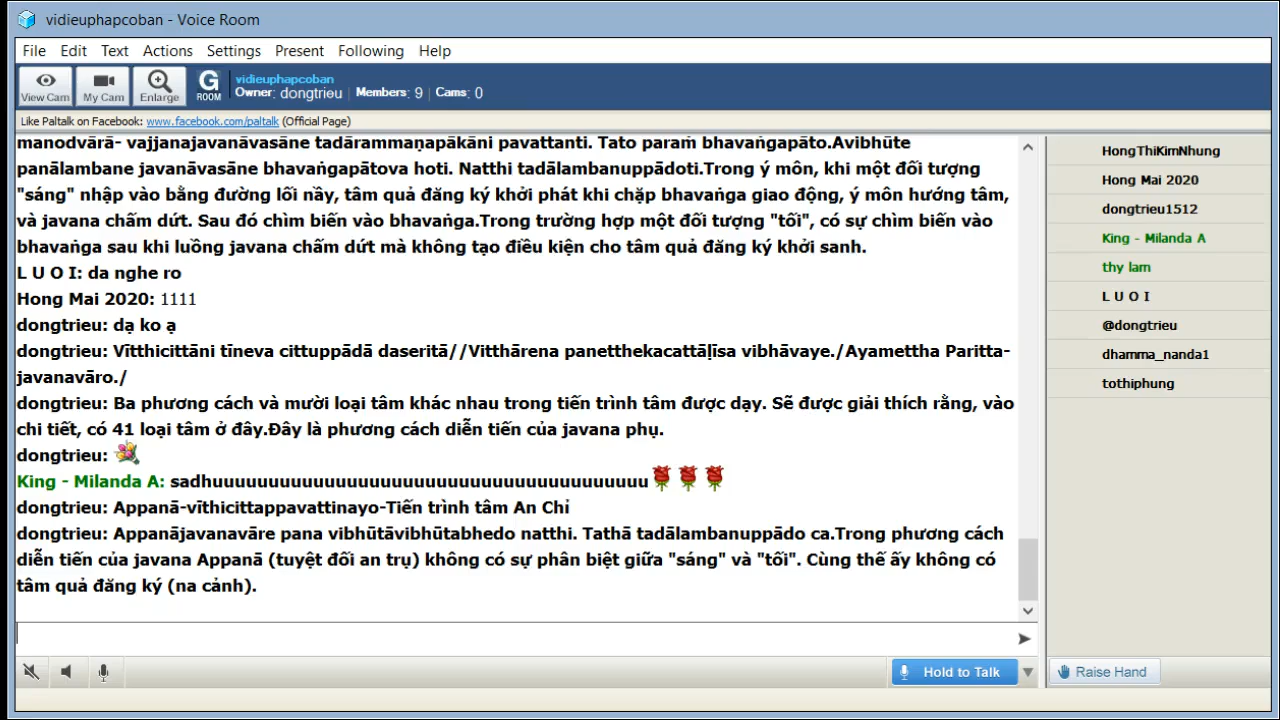 vidieuphapcoban - Voice Room
File Edit Text Actions Settings Present Following Help
View Cam My Cam Enlarge G ROOM vidieuphapcoban
Owner: dongtrieu Members: 9 Cams: 0
Like Paltalk on Facebook: www.facebook.com/paltalk (Official Page)
manodvārā- vajjanajavanāvasāne tadārammaṇapākāni pavattanti. Tato paraṁ bhavaṅgapāto.Avibhūte
panālambane javanāvasāne bhavaṅgapātova hoti. Natthi tadālambanuppādoti.Trong ý môn, khi một đối tượng
"sáng" nhập vào bằng đường lối nầy, tâm quả đăng ký khởi phát khi chặp bhavaṅga giao động, ý môn hướng tâm,
và javana chấm dứt. Sau đó chìm biến vào bhavaṅga.Trong trường hợp một đối tượng "tối", có sự chìm biến vào
bhavaṅga sau khi luồng javana chấm dứt mà không tạo điều kiện cho tâm quả đăng ký khởi sanh.
L U O I: da nghe ro
Hong Mai 2020: 1111
dongtrieu: dạ ko ạ
dongtrieu: Vītthicittāni tīneva cittuppādā daseritā//Vitthārena panetthekacattāḷīsa vibhāvaye./Ayamettha Paritta-
javanavāro./
dongtrieu: Ba phương cách và mười loại tâm khác nhau trong tiến trình tâm được dạy. Sẽ được giải thích rằng, vào
chi tiết, có 41 loại tâm ở đây.Đây là phương cách diễn tiến của javana phụ.
dongtrieu:
King - Milanda A: sadhuuuuuuuuuuuuuuuuuuuuuuuuuuuuuuuuuuuuuuu
dongtrieu: Appanā-vīthicittappavattinayo-Tiến trình tâm An Chỉ
dongtrieu: Appanājavanavāre pana vibhūtāvibhūtabhedo natthi. Tathā tadālambanuppādo ca.Trong phương cách
diễn tiến của javana Appanā (tuyệt đối an trụ) không có sự phân biệt giữa "sáng" và "tối". Cùng thế ấy không có
tâm quả đăng ký (na cảnh).
HongThiKimNhung
Hong Mai 2020
dongtrieu1512
King - Milanda A
thy lam
L U O I
@dongtrieu
dhamma_nanda1
tothiphung
Hold to Talk
Raise Hand